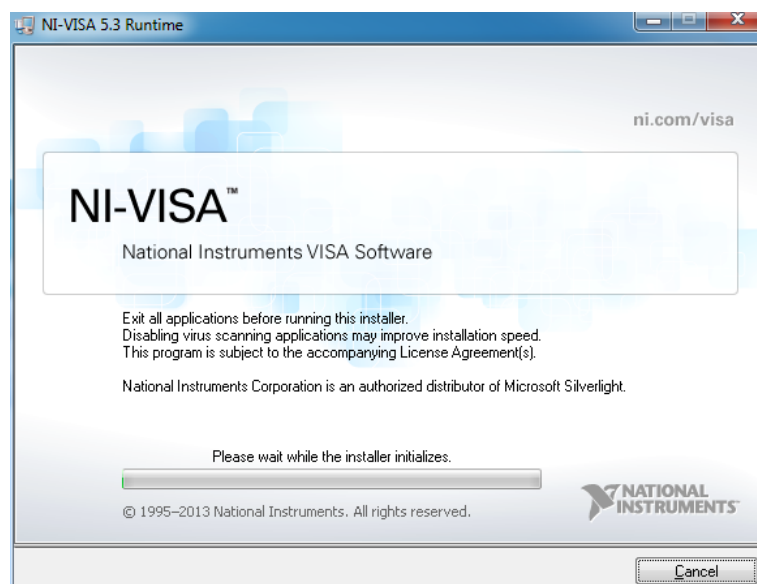 NI-VISA 5.3 Runtime
ni.com/visa
NI-VISA™
National Instruments VISA Software
Exit all applications before running this installer.
Disabling virus scanning applications may improve installation speed.
This program is subject to the accompanying License Agreement(s).
National Instruments Corporation is an authorized distributor of Microsoft Silverlight.
Please wait while the installer initializes.
© 1995–2013 National Instruments. All rights reserved.
NATIONAL
INSTRUMENTS™
Cancel